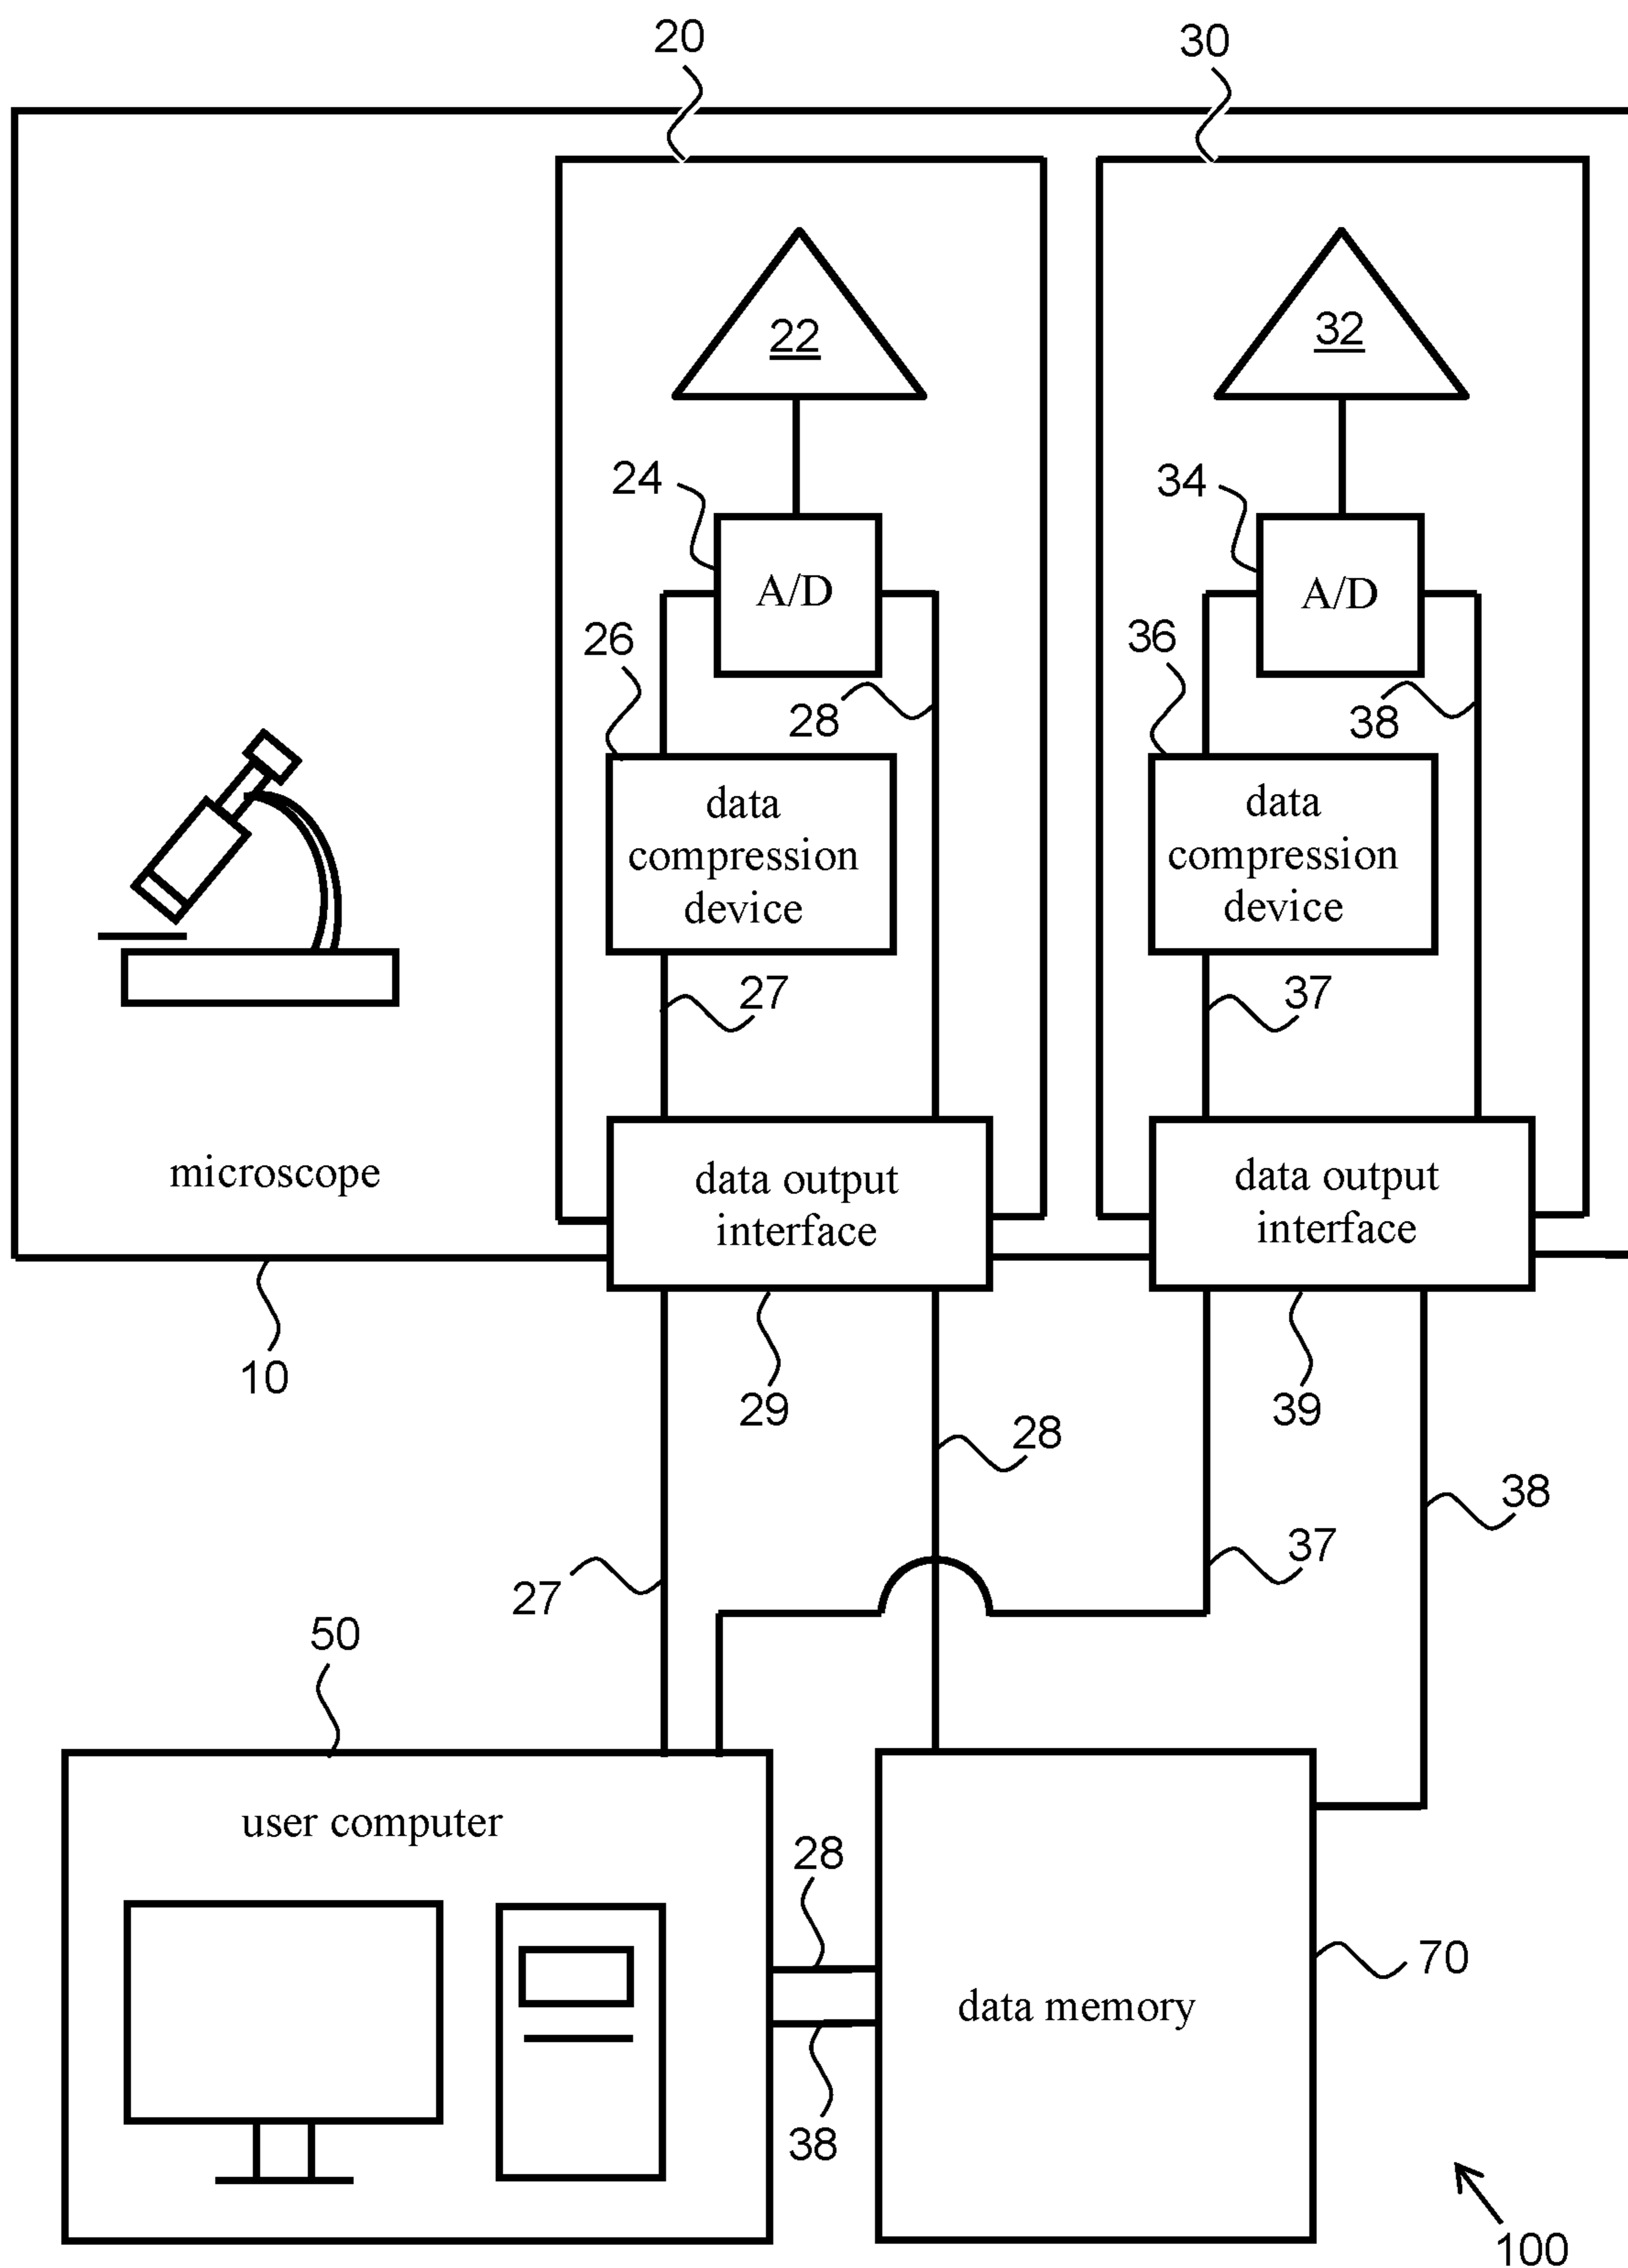 20
30
22
32
24
34
A/D
A/D
26
36
28
38
data
compression
device
data
compression
device
27
37
microscope
data output
interface
data output
interface
10
29
39
28
38
37
27
50
user computer
28
70
data memory
38
100